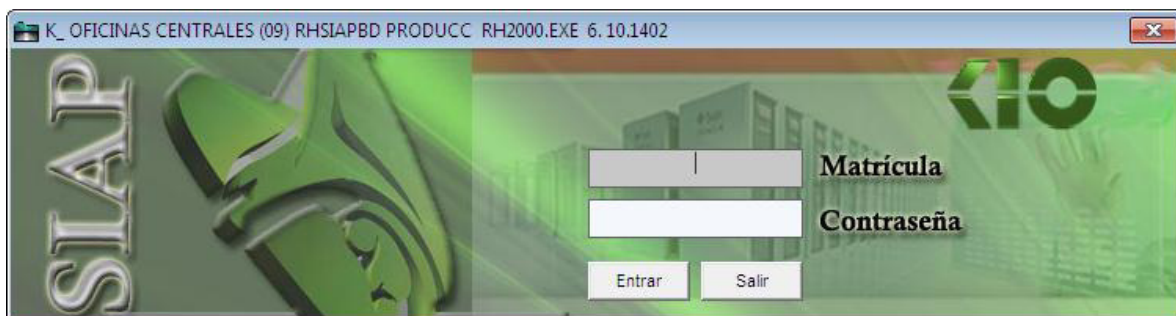 K_ OFICINAS CENTRALES (09) RHSIAPBD PRODUCC RH2000.EXE 6. 10.1402
SIAP
KIO
Matrícula
Contraseña
Entrar Salir